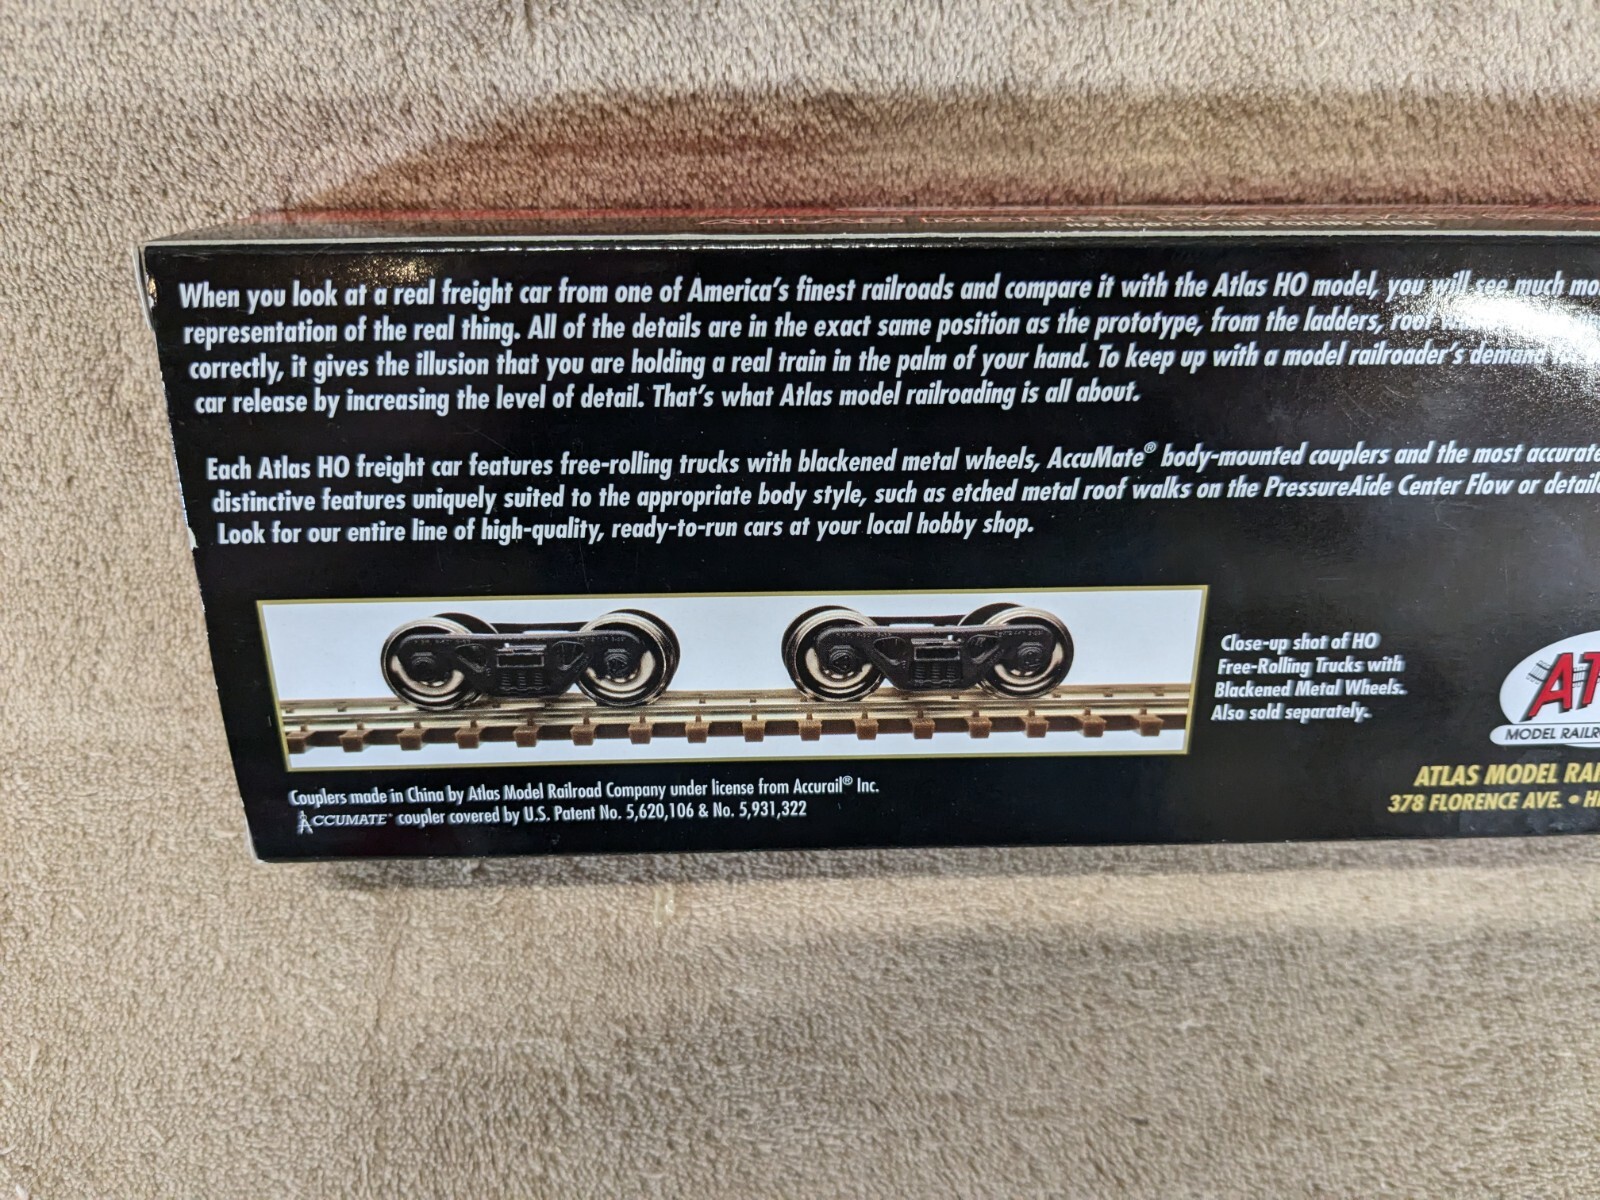 HO READY-TO-RUN ROLLING STOCK
When you look at a real freight car from one of America's finest railroads and compare it with the Atlas HO model, you will see much
representation of the real thing. All of the details are in the exact same position as the prototype, from the ladders, roof
correctly, it gives the illusion that you are holding a real train in the palm of your hand. To keep up with a model railroader's demand
car release by increasing the level of detail. That's what Atlas model railroading is all about.
Each Atlas HO freight car features free-rolling trucks with blackened metal wheels, AccuMate® body-mounted couplers and the most accurate
distinctive features uniquely suited to the appropriate body style, such as etched metal roof walks on the PressureAide Center Flow or
Look for our entire line of high-quality, ready-to-run cars at your local hobby shop.
Close-up shot of HO
Free-Rolling Trucks with
Blackened Metal Wheels.
Also sold separately.
AT
MODEL
ATLAS MODEL
378 FLORENCE AVE. •
Couplers made in China by Atlas Model Railroad Company under license from Accurail® Inc.
ACCUMATE coupler covered by U.S. Patent No. 5,620,106 & No. 5,931,322